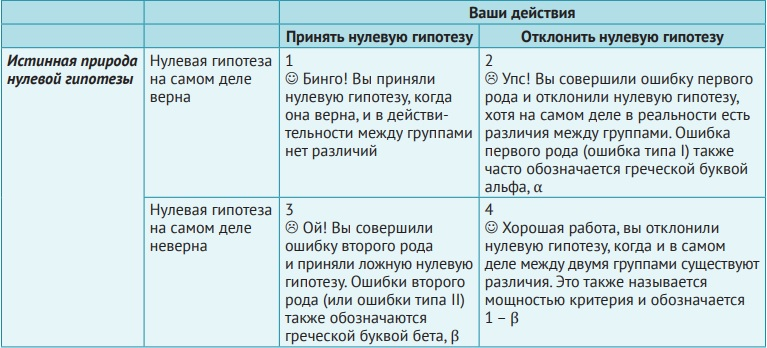 Ваши действия
Принять нулевую гипотезу
Отклонить нулевую гипотезу
Истинная природа
нулевой гипотезы
Нулевая гипотеза
на самом деле
верна
1
☺ Бинго! Вы приняли
нулевую гипотезу, когда
она верна, и в действи-
тельности между группами
нет различий
2
☹ Упс! Вы совершили ошибку первого
рода и отклонили нулевую гипотезу,
хотя на самом деле в реальности есть
различия между группами. Ошибка
первого рода (ошибка типа I) также
часто обозначается греческой буквой
альфа, α
Нулевая гипотеза
на самом деле
неверна
3
☹ Ой! Вы совершили
ошибку второго рода
и приняли ложную нулевую
гипотезу. Ошибки второго
рода (или ошибки типа II)
также обозначаются
греческой буквой бета, β
4
☺ Хорошая работа, вы отклонили
нулевую гипотезу, когда и в самом
деле между двумя группами существуют
различия. Это также называется
мощностью критерия и обозначается
1 – β